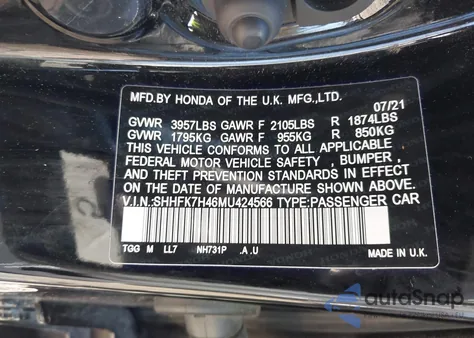 MFD.BY HONDA OF THE U.K. MFG.,LTD.
07/21
GVWR 3957LBS GAWR F 2105LBS R 1874LBS
GVWR 1795KG GAWR F 955KG R 850KG
THIS VEHICLE CONFORMS TO ALL APPLICABLE
FEDERAL MOTOR VEHICLE SAFETY , BUMPER ,
AND THEFT PREVENTION STANDARDS IN EFFECT
ON THE DATE OF MANUFACTURE SHOWN ABOVE.
V.I.N.:SHHFK7H46MU424566 TYPE:PASSENGER CAR
TGG M LL7 NH731P .A .U MADE IN U.K.
autoSnap